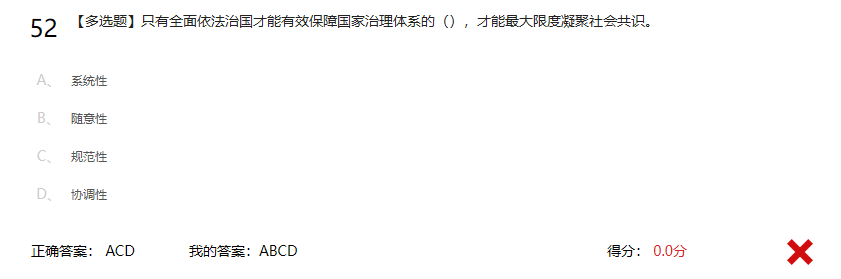 52 【多选题】只有全面依法治国才能有效保障国家治理体系的（），才能最大限度凝聚社会共识。
A、 系统性
B、 随意性
C、 规范性
D、 协调性
正确答案： ACD 我的答案：ABCD 得分： 0.0分